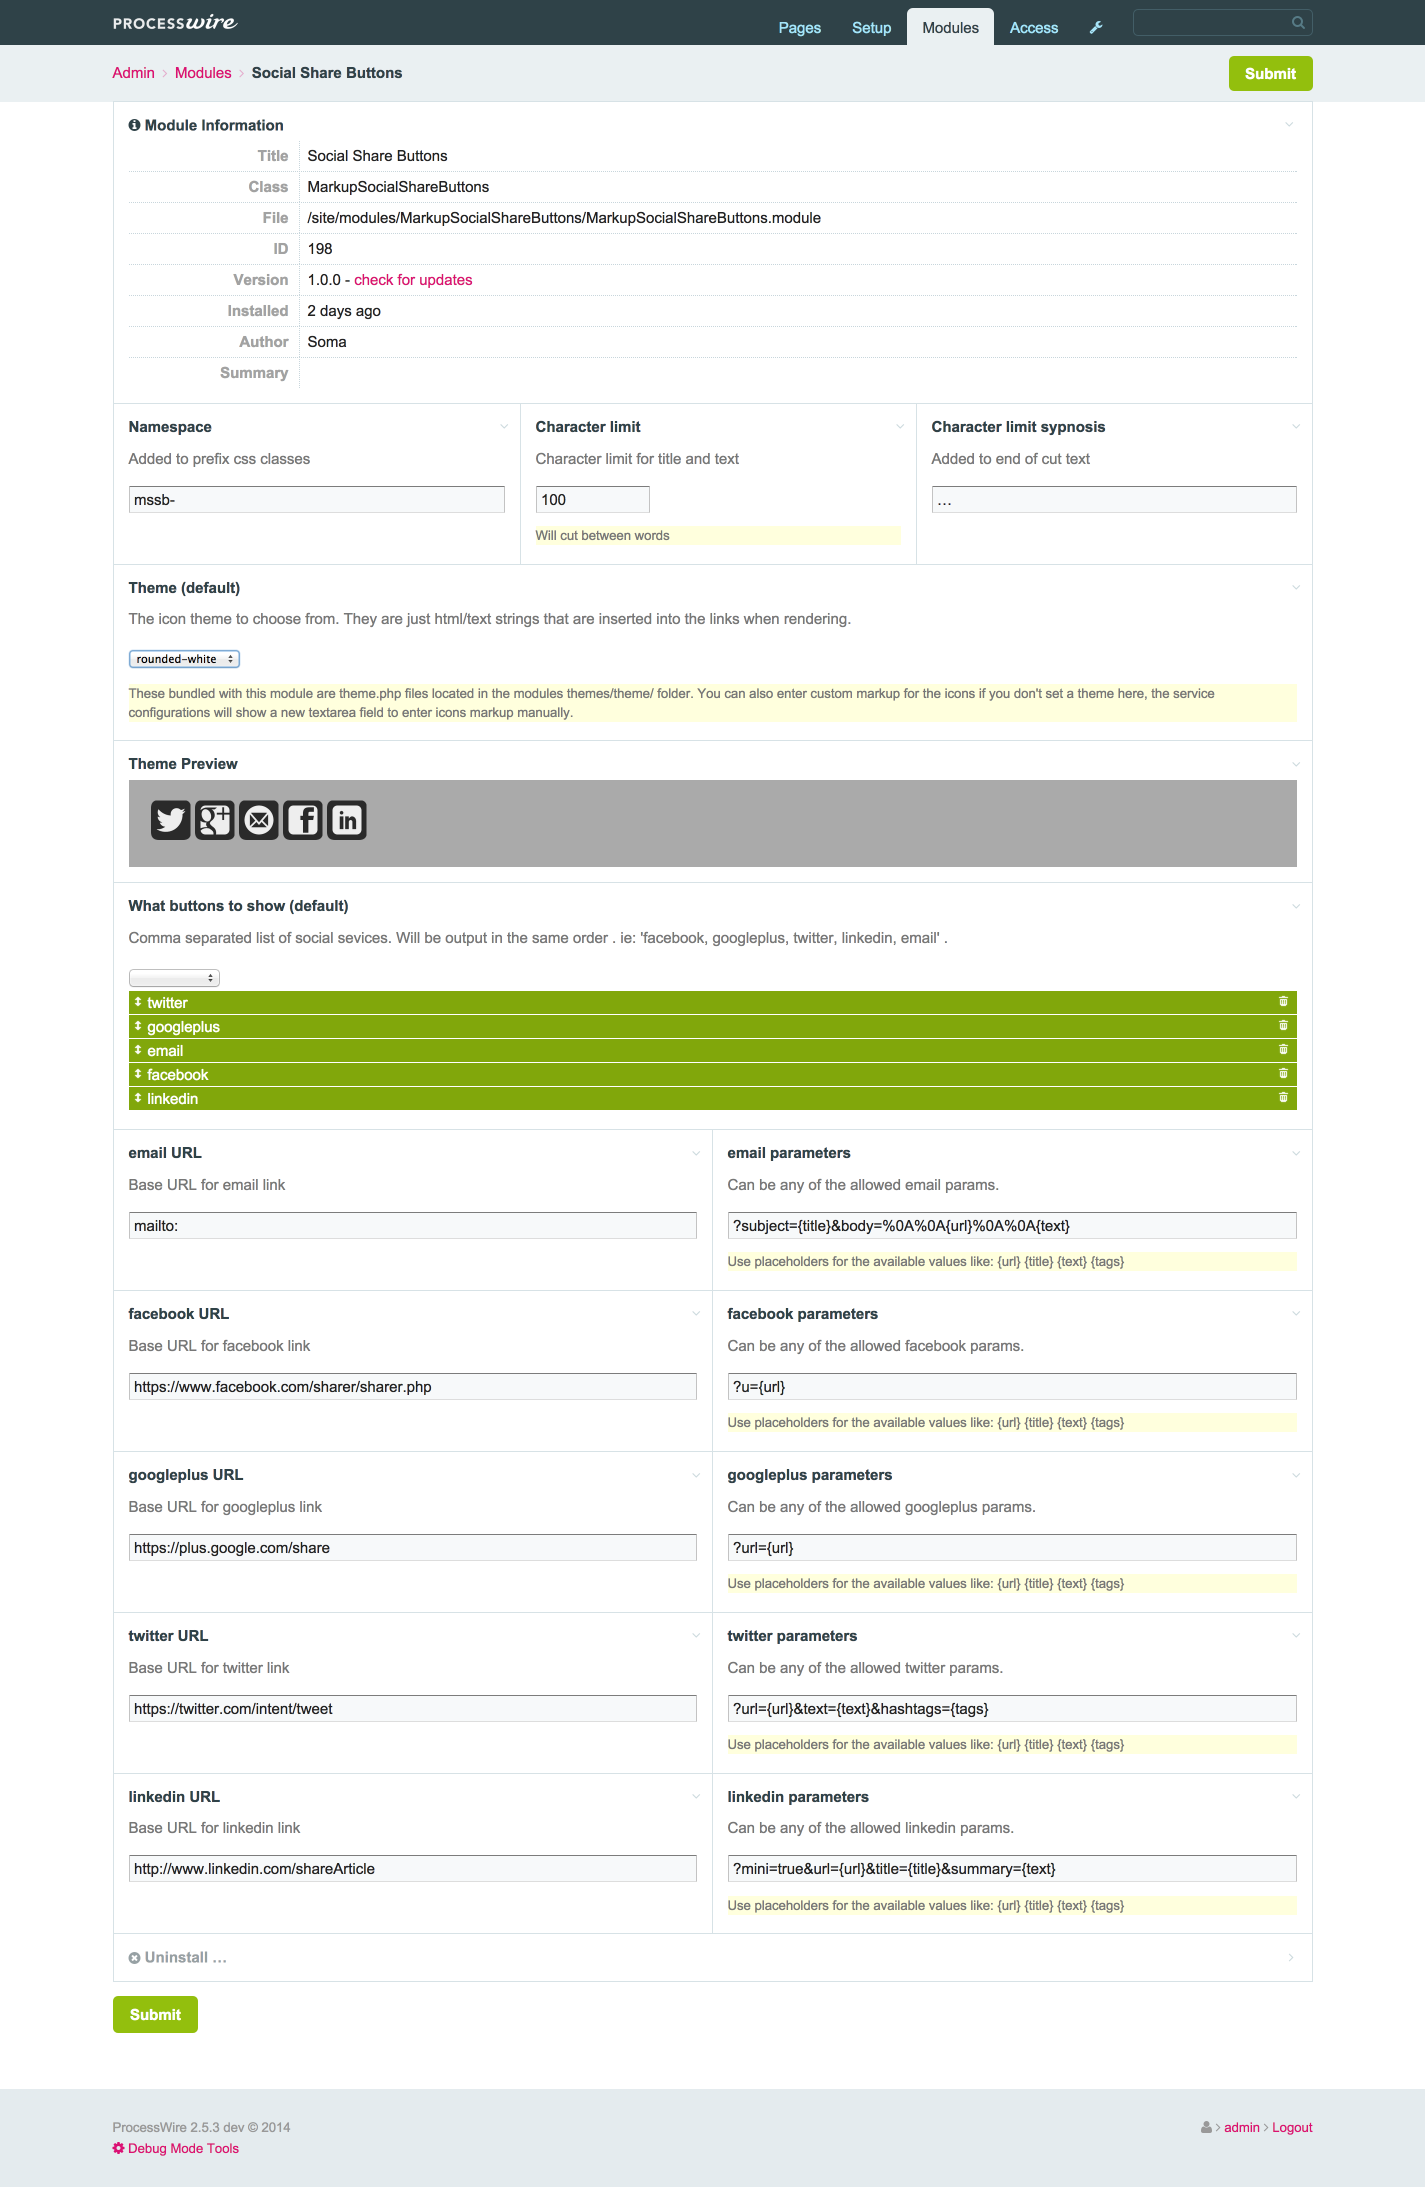 PROCESSwire
Pages
Setup
Modules
Access
Admin > Modules > Social Share Buttons
Submit
Module Information
Title
Social Share Buttons
Class
MarkupSocialShareButtons
File
/site/modules/MarkupSocialShareButtons/MarkupSocialShareButtons.module
ID
198
Version
1.0.0 - check for updates
Installed
2 days ago
Author
Soma
Summary
Namespace
Added to prefix css classes
mssb-
Character limit
Character limit for title and text
100
Will cut between words
Character limit sypnosis
Added to end of cut text
...
Theme (default)
The icon theme to choose from. They are just html/text strings that are inserted into the links when rendering.
rounded-white
These bundled with this module are theme.php files located in the modules themes/theme/ folder. You can also enter custom markup for the icons if you don't set a theme here, the service
configurations will show a new textarea field to enter icons markup manually.
Theme Preview
What buttons to show (default)
Comma separated list of social sevices. Will be output in the same order . ie: 'facebook, googleplus, twitter, linkedin, email' .
twitter
googleplus
email
facebook
linkedin
email URL
Base URL for email link
mailto:
email parameters
Can be any of the allowed email params.
?subject={title}&body=%0A%0A{url}%0A%0A{text}
Use placeholders for the available values like: {url} {title} {text} {tags}
facebook URL
Base URL for facebook link
https://www.facebook.com/sharer/sharer.php
facebook parameters
Can be any of the allowed facebook params.
?u={url}
Use placeholders for the available values like: {url} {title} {text} {tags}
googleplus URL
Base URL for googleplus link
https://plus.google.com/share
googleplus parameters
Can be any of the allowed googleplus params.
?url={url}
Use placeholders for the available values like: {url} {title} {text} {tags}
twitter URL
Base URL for twitter link
https://twitter.com/intent/tweet
twitter parameters
Can be any of the allowed twitter params.
?url={url}&text={text}&hashtags={tags}
Use placeholders for the available values like: {url} {title} {text} {tags}
linkedin URL
Base URL for linkedin link
http://www.linkedin.com/shareArticle
linkedin parameters
Can be any of the allowed linkedin params.
?mini=true&url={url}&title={title}&summary={text}
Use placeholders for the available values like: {url} {title} {text} {tags}
Uninstall ...
Submit
ProcessWire 2.5.3 dev © 2014
Debug Mode Tools
admin > Logout